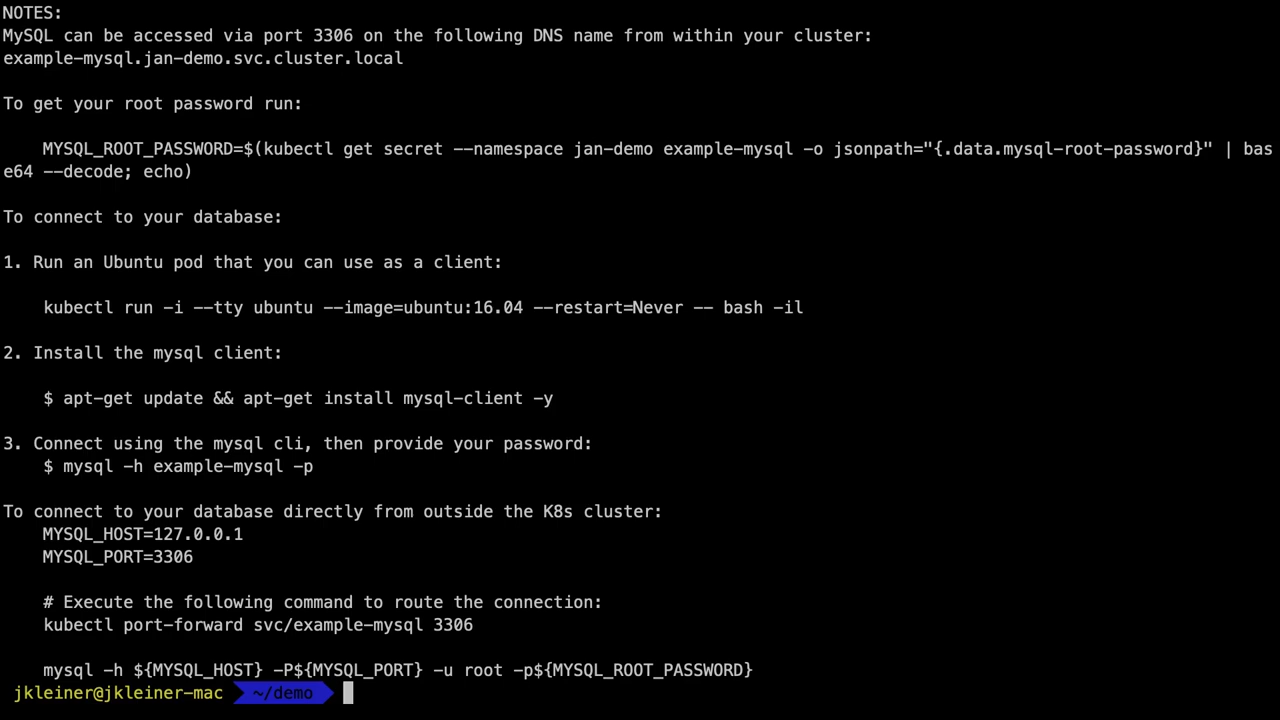 NOTES:
MySQL can be accessed via port 3306 on the following DNS name from within your cluster:
example-mysql.jan-demo.svc.cluster.local
To get your root password run:
MYSQL_ROOT_PASSWORD=$(kubectl get secret --namespace jan-demo example-mysql -o jsonpath="{.data.mysql-root-password}" | bas
e64 --decode; echo)
To connect to your database:
1. Run an Ubuntu pod that you can use as a client:
kubectl run -i --tty ubuntu --image=ubuntu:16.04 --restart=Never -- bash -il
2. Install the mysql client:
$ apt-get update && apt-get install mysql-client -y
3. Connect using the mysql cli, then provide your password:
$ mysql -h example-mysql -p
To connect to your database directly from outside the K8s cluster:
MYSQL_HOST=127.0.0.1
MYSQL_PORT=3306
# Execute the following command to route the connection:
kubectl port-forward svc/example-mysql 3306
mysql -h ${MYSQL_HOST} -P${MYSQL_PORT} -u root -p${MYSQL_ROOT_PASSWORD}
jkleiner@jkleiner-mac ~/demo